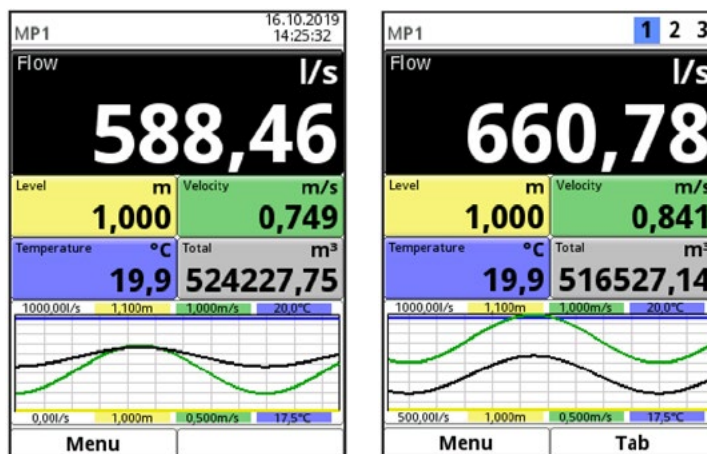 MP1
16.10.2019
14:25:32
Flow
l/s
588,46
Level m
1,000
Velocity m/s
0,749
Temperature °C
19,9
Total m³
524227,75
1000,00l/s 1,100m 1,000m/s 20,0°C
0,00l/s 1,000m 0,500m/s 17,5°C
Menu
MP1
1 2 3
Flow
l/s
660,78
Level m
1,000
Velocity m/s
0,841
Temperature °C
19,9
Total m³
516527,14
1000,00l/s 1,100m 1,000m/s 20,0°C
500,00l/s 1,000m 0,500m/s 17,5°C
Menu Tab